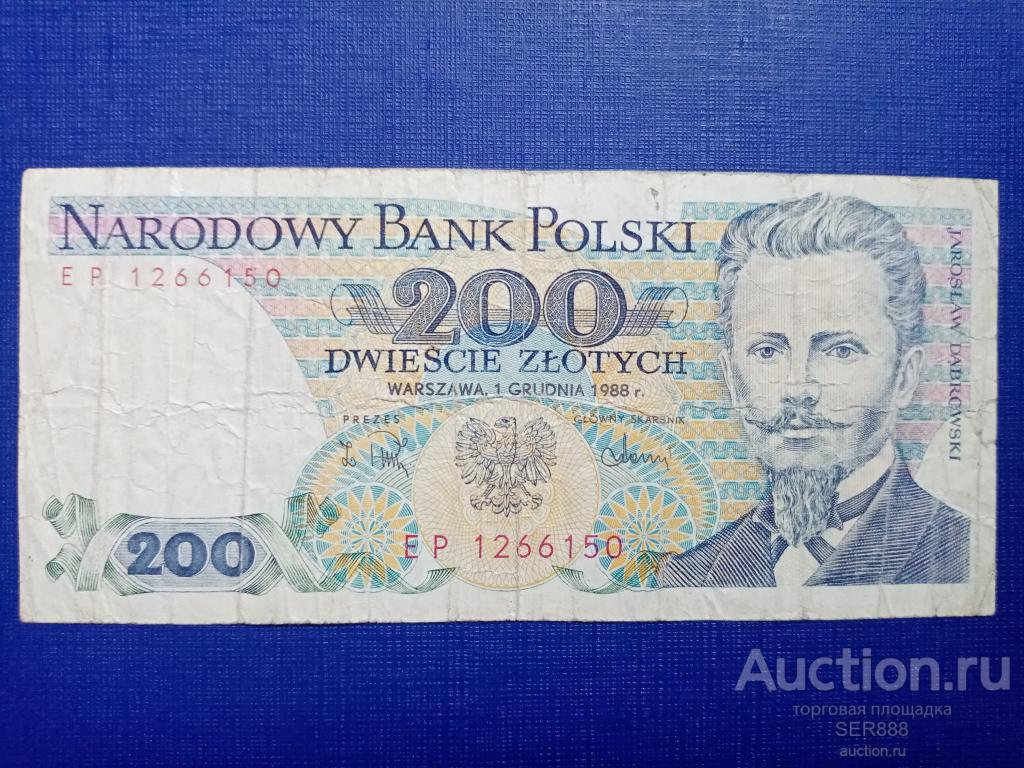 NARODOWY BANK POLSKI
EP 1266150
200
DWIEŚCIE ZŁOTYCH
WARSZAWA, 1 GRUDNIA 1988 r.
PREZES
GŁÓWNY SKARBNIK
JAROSŁAW DĄBROWSKI
200
EP 1266150
Auction.ru
торговая площадка
SER888
auction.ru